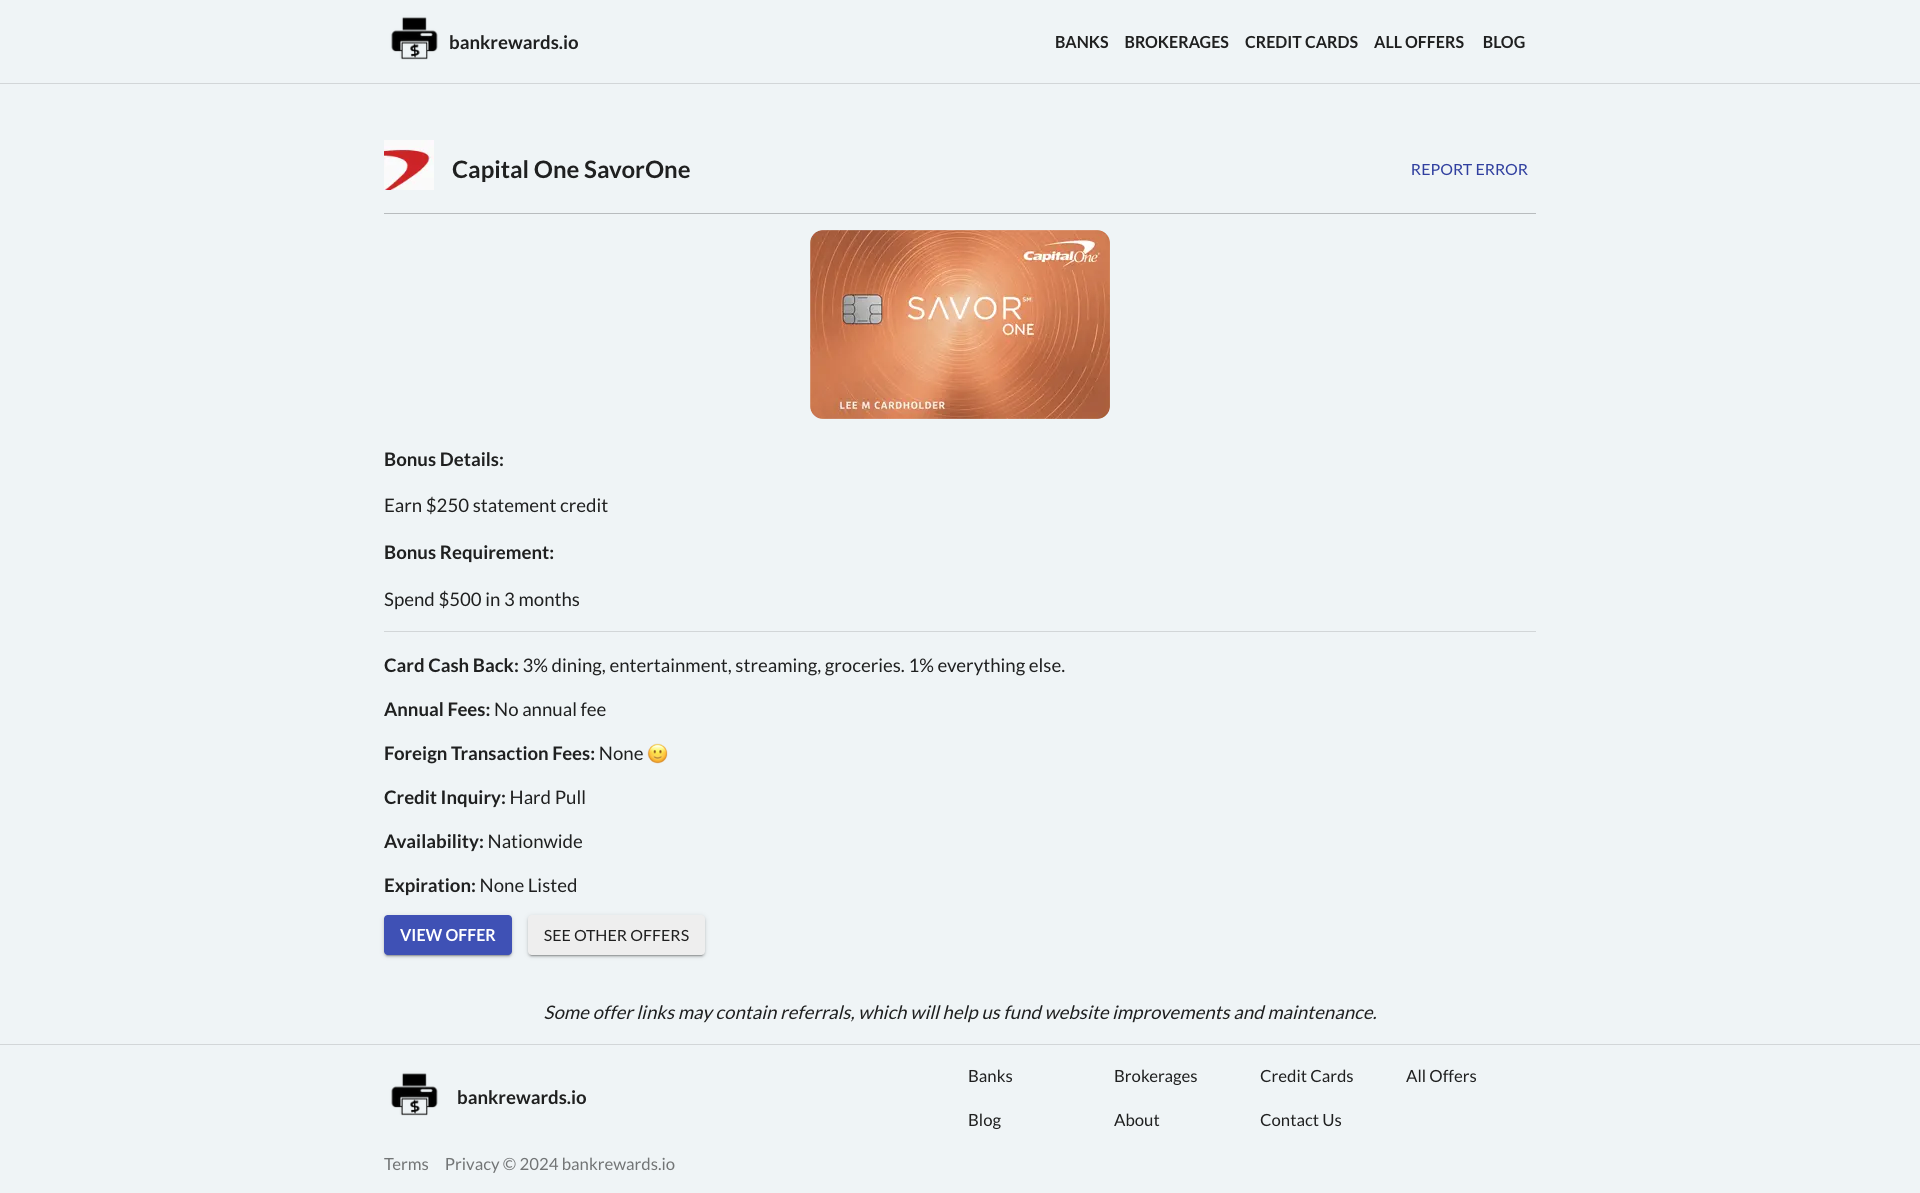 bankrewards.io
BANKS BROKERAGES CREDIT CARDS ALL OFFERS BLOG
Capital One SavorOne
REPORT ERROR
CapitalOne
SAVOR℠
ONE
LEE M CARDHOLDER
Bonus Details:
Earn $250 statement credit
Bonus Requirement:
Spend $500 in 3 months
Card Cash Back: 3% dining, entertainment, streaming, groceries. 1% everything else.
Annual Fees: No annual fee
Foreign Transaction Fees: None 🙂
Credit Inquiry: Hard Pull
Availability: Nationwide
Expiration: None Listed
VIEW OFFER SEE OTHER OFFERS
Some offer links may contain referrals, which will help us fund website improvements and maintenance.
bankrewards.io
Banks Brokerages Credit Cards All Offers
Blog About Contact Us
Terms Privacy © 2024 bankrewards.io